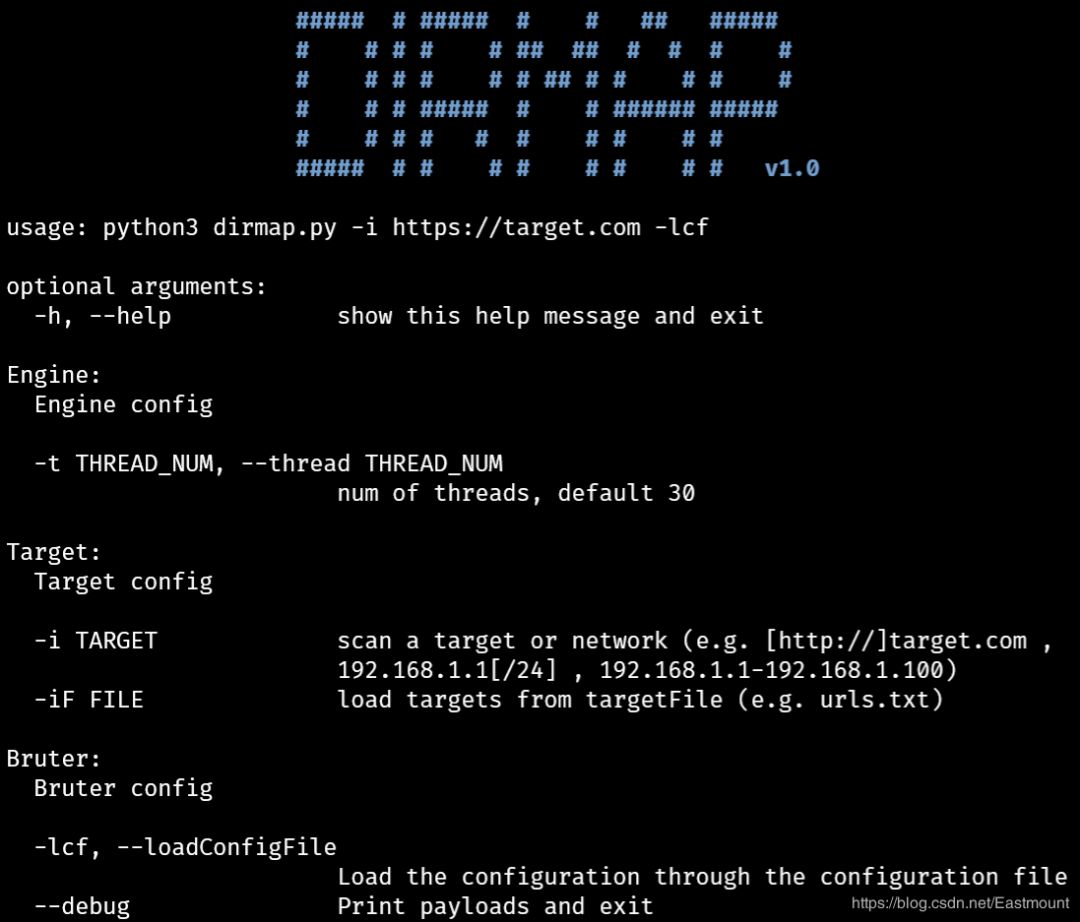 #####  # #####  #    #   ##   #####
#    # # #    # ##  ##  #  #  #    #
#    # # #    # # ## # #    # #    #
#    # # #####  #    # ###### #####
#    # # #   #  #    # #    # #
#####  # #    # #    # #    # #   v1.0
usage: python3 dirmap.py -i https://target.com -lcf
optional arguments:
-h, --help            show this help message and exit
Engine:
Engine config
-t THREAD_NUM, --thread THREAD_NUM
num of threads, default 30
Target:
Target config
-i TARGET             scan a target or network (e.g. [http://]target.com ,
192.168.1.1[/24] , 192.168.1.1-192.168.1.100)
-iF FILE              load targets from targetFile (e.g. urls.txt)
Bruter:
Bruter config
-lcf, --loadConfigFile
Load the configuration through the configuration file
--debug               Print payloads and exit
https://blog.csdn.net/Eastmount